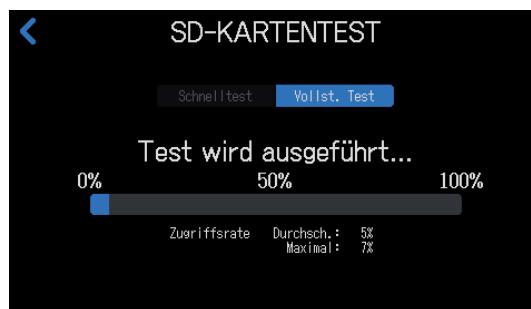 SD-KARTENTEST
Schnelltest Vollst. Test
Test wird ausgeführt...
0% 50% 100%
Zugriffsrate Durchsch.: 5%
Maximal: 7%